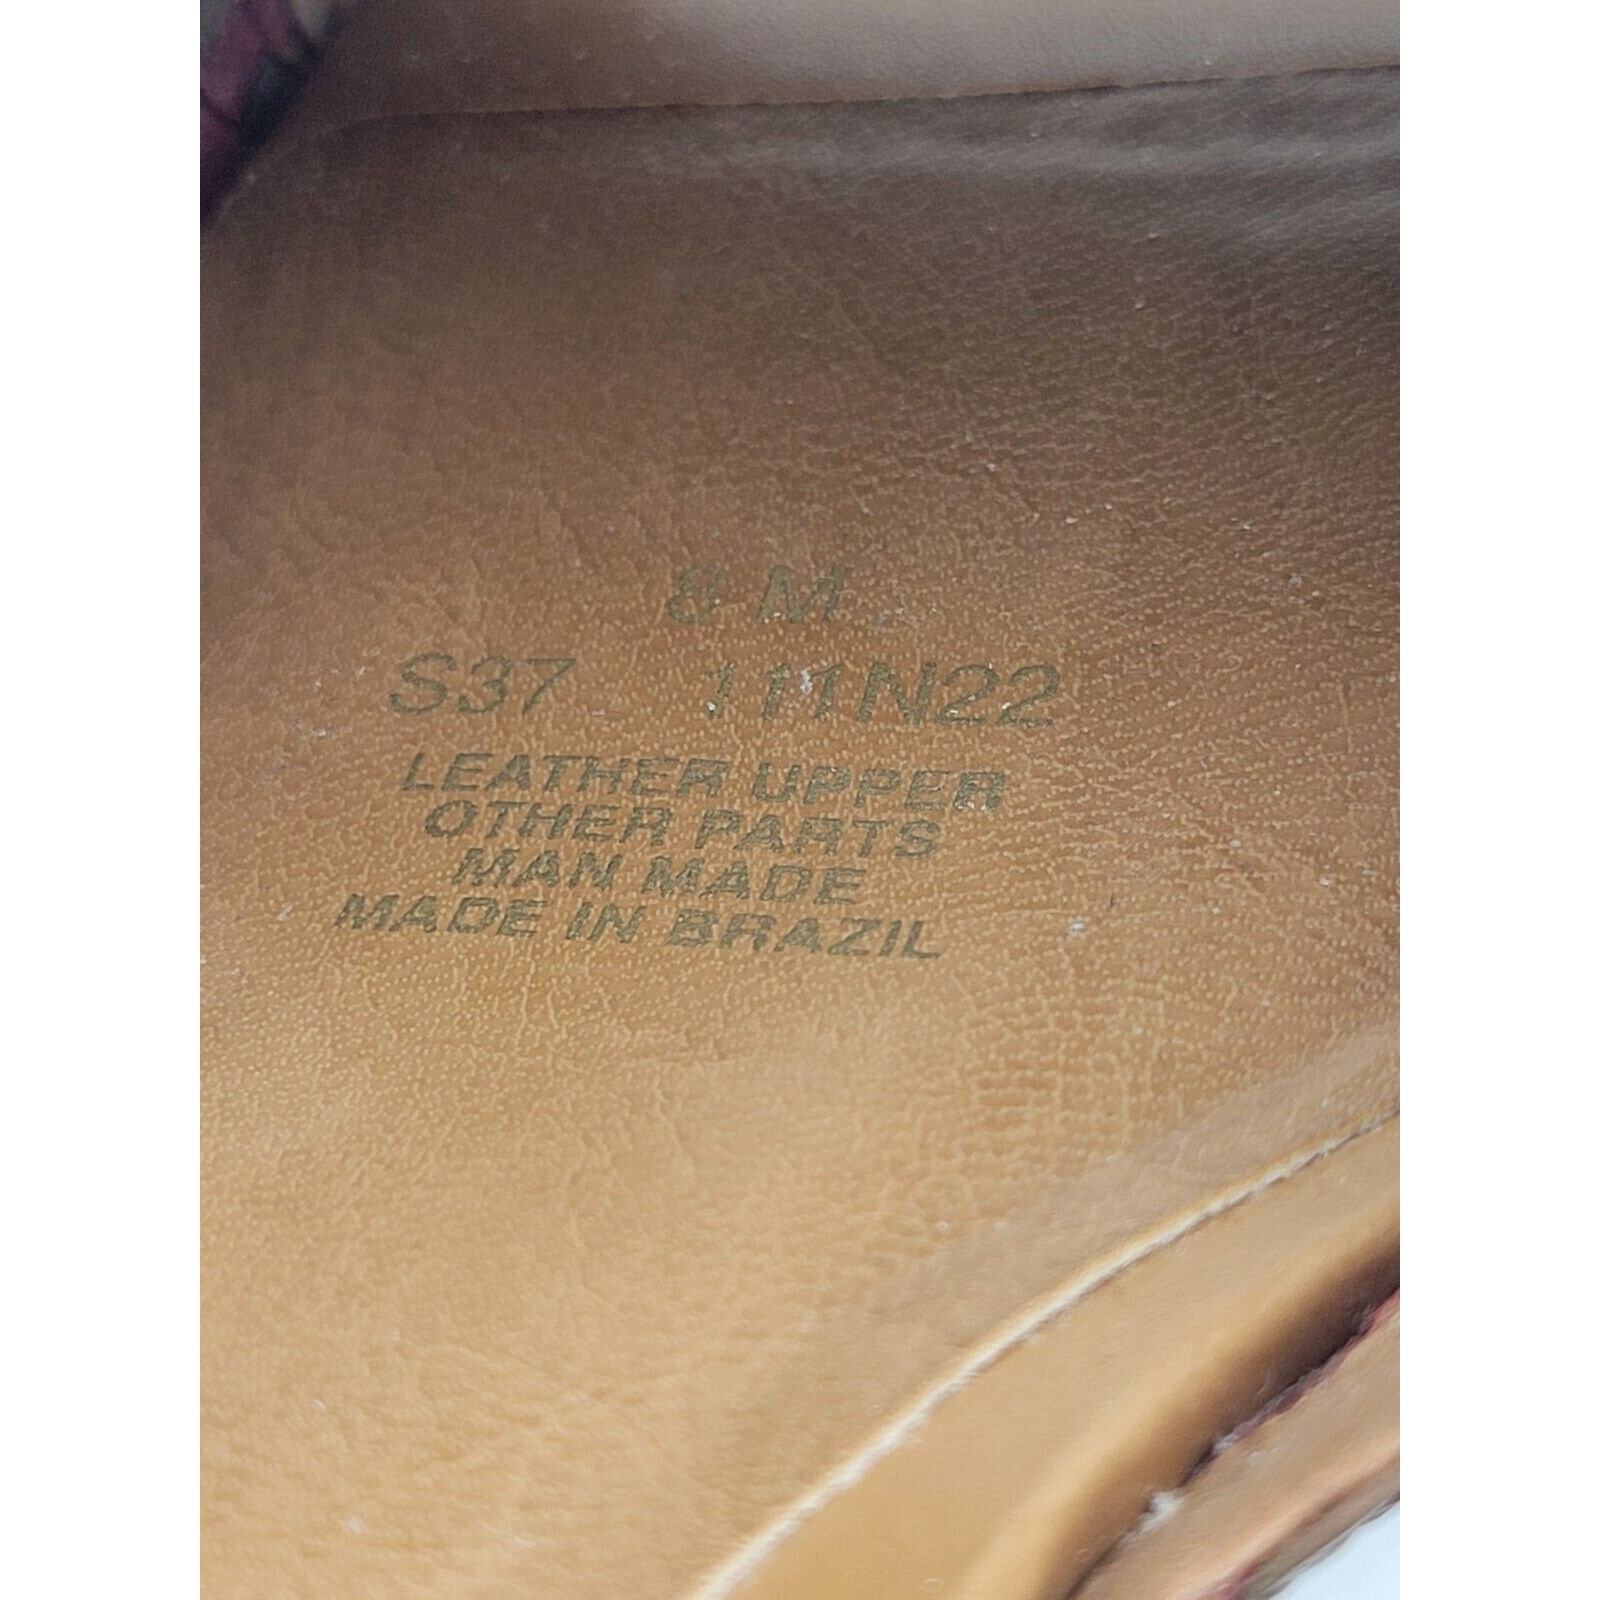 8 M
S37 111N22
LEATHER UPPER
OTHER PARTS
MAN MADE
MADE IN BRAZIL